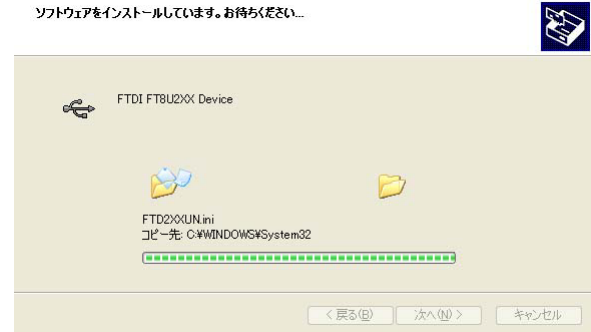 ソフトウェアをインストールしています。お待ちください...
FTDI FT8U2XX Device
FTD2XXUN.ini
コピー先: C:¥WINDOWS¥System32
< 戻る(B)
次へ(N) >
キャンセル